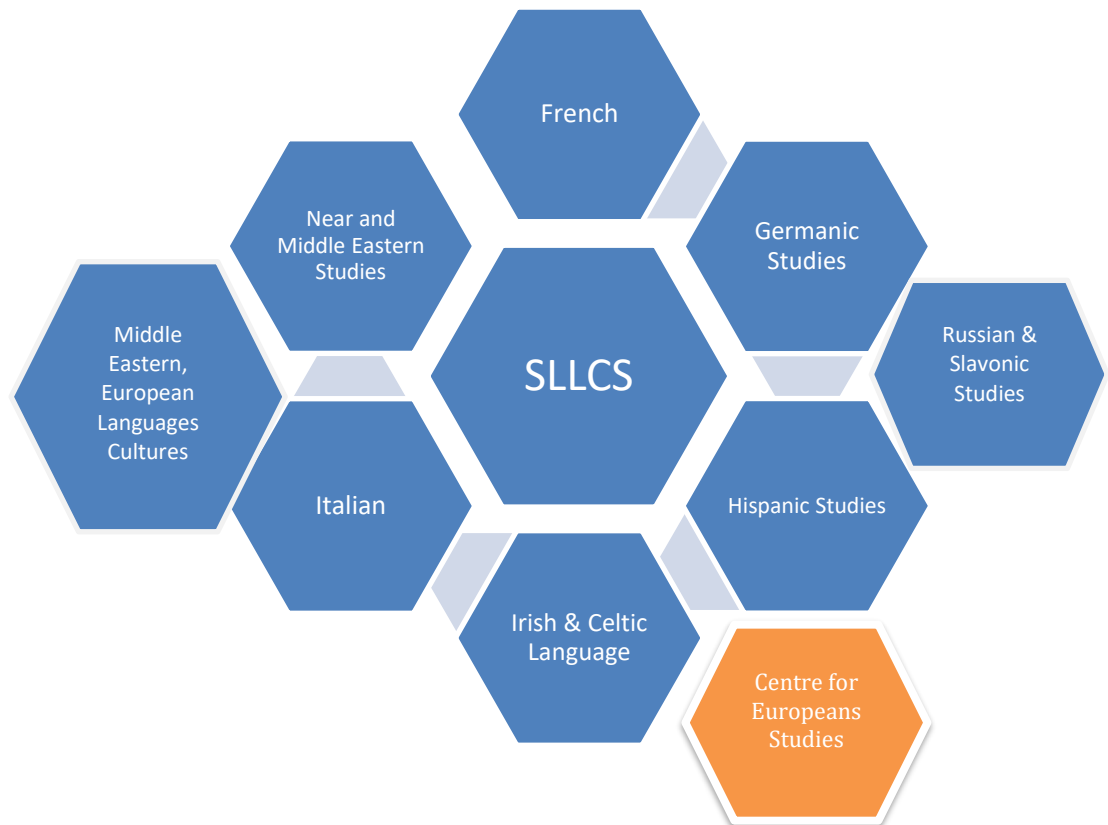 French
Near and
Middle Eastern
Studies
Germanic
Studies
Middle
Eastern,
European
Languages
Cultures
SLLCS
Russian &
Slavonic
Studies
Italian
Hispanic Studies
Irish & Celtic
Language
Centre for
Europeans
Studies